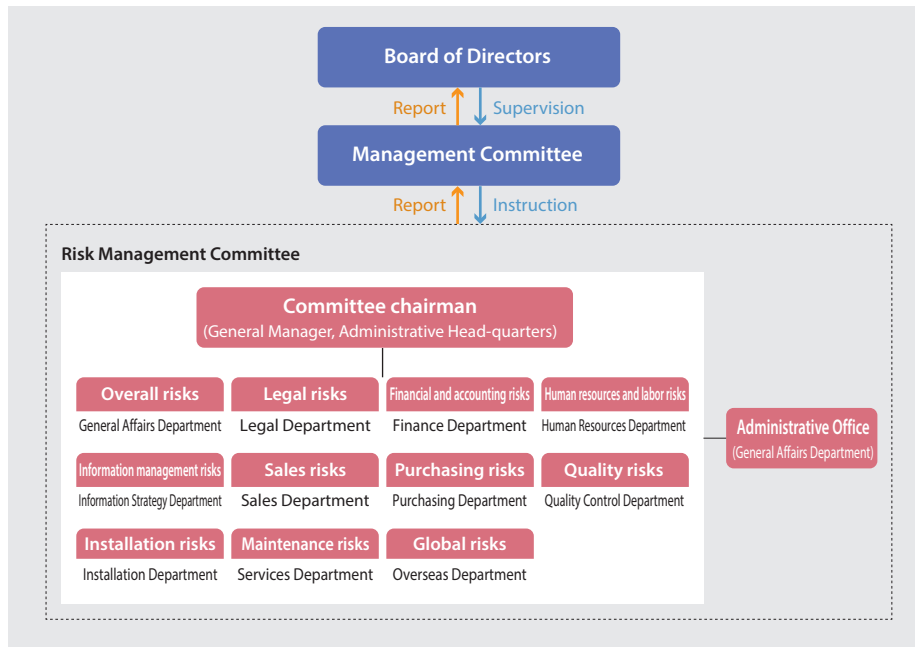 Board of Directors
Report
Supervision
Management Committee
Report
Instruction
Risk Management Committee
Committee chairman
(General Manager, Administrative Head-quarters)
Overall risks
General Affairs Department
Legal risks
Legal Department
Financial and accounting risks
Finance Department
Human resources and labor risks
Human Resources Department
Administrative Office
(General Affairs Department)
Information management risks
Information Strategy Department
Sales risks
Sales Department
Purchasing risks
Purchasing Department
Quality risks
Quality Control Department
Installation risks
Installation Department
Maintenance risks
Services Department
Global risks
Overseas Department